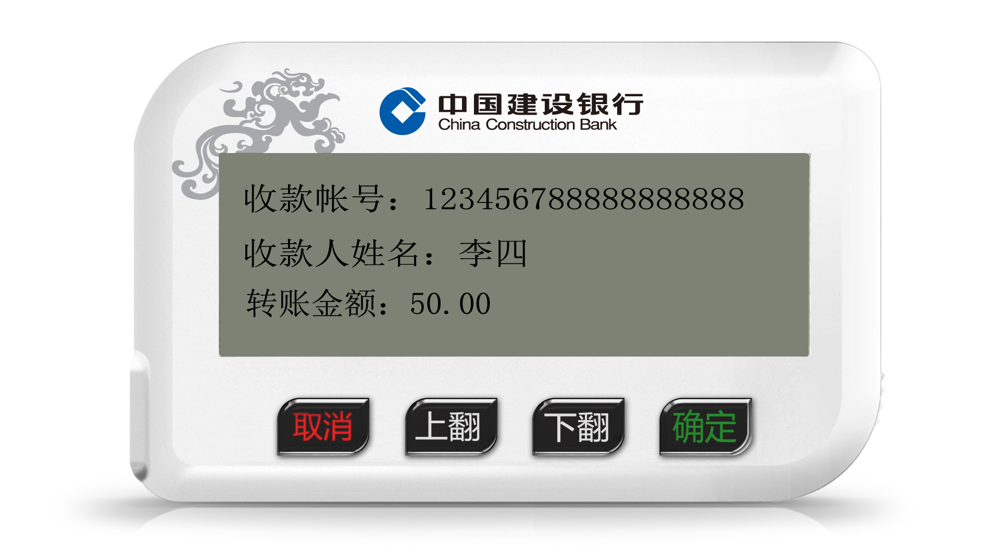 中国建设银行
China Construction Bank
收款帐号：123456788888888888
收款人姓名：李四
转账金额：50.00
取消 上翻 下翻 确定